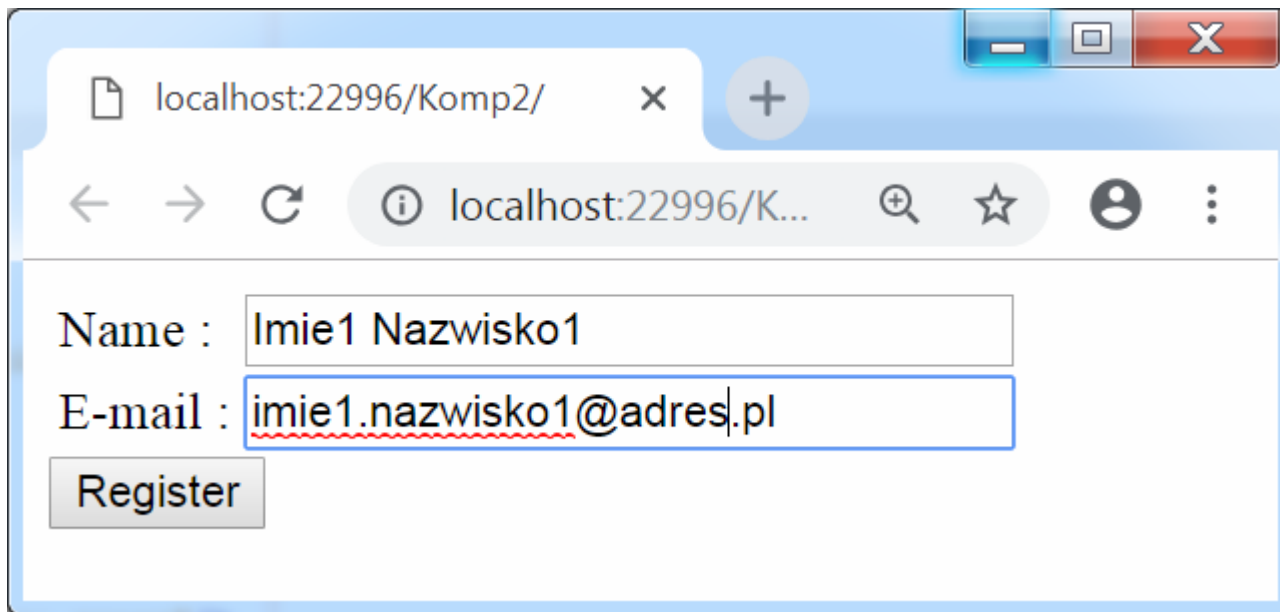 localhost:22996/Komp2/
localhost:22996/K...
Name : Imie1 Nazwisko1
E-mail : imie1.nazwisko1@adres.pl
Register